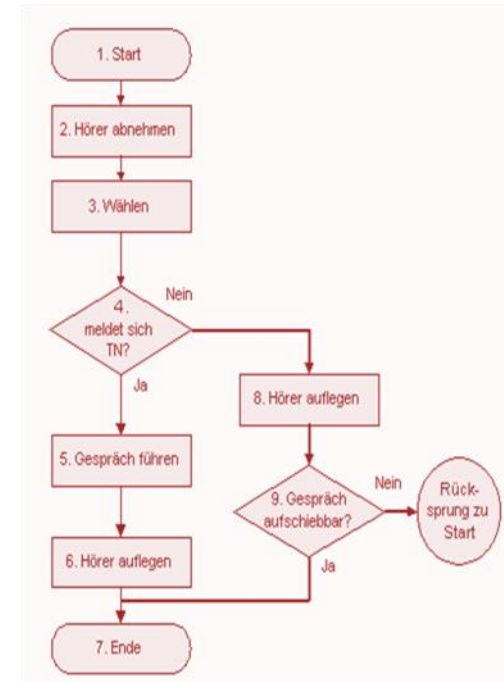 1. Start
2. Hörer abnehmen
3. Wählen
4.
meldet sich
TN?
Nein
Ja
5. Gespräch führen
6. Hörer auflegen
7. Ende
8. Hörer auflegen
9. Gespräch
aufschiebbar?
Nein
Ja
Rück-
sprung zu
Start